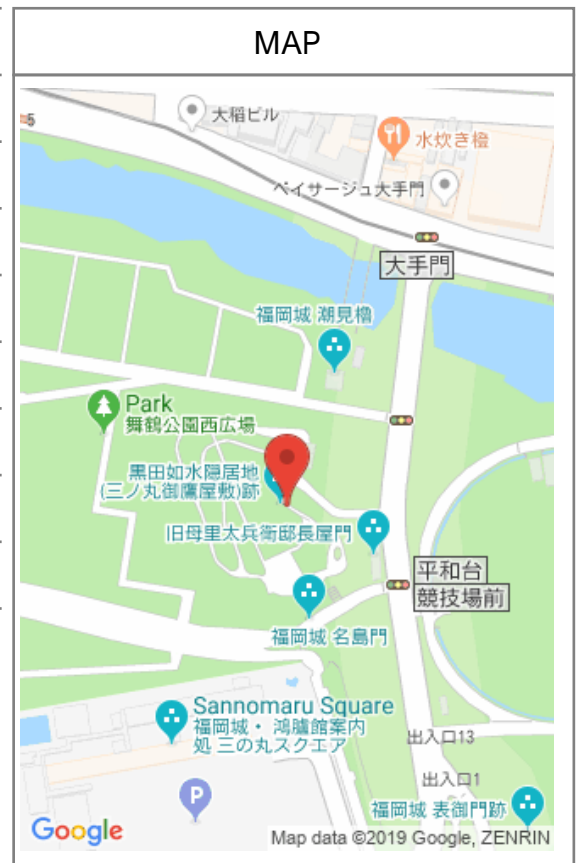 MAP
5
大稲ビル
水炊き橙
ペイサージュ大手門
大手門
福岡城 潮見櫓
Park
舞鶴公園西広場
黒田如水隠居地
(三ノ丸御鷹屋敷)跡
旧母里太兵衛邸長屋門
平和台
競技場前
福岡城 名島門
Sannomaru Square
福岡城・ 鴻臚館案内
処 三の丸スクエア
出入口13
出入口1
P
福岡城 表御門跡
Google
Map data ©2019 Google, ZENRIN